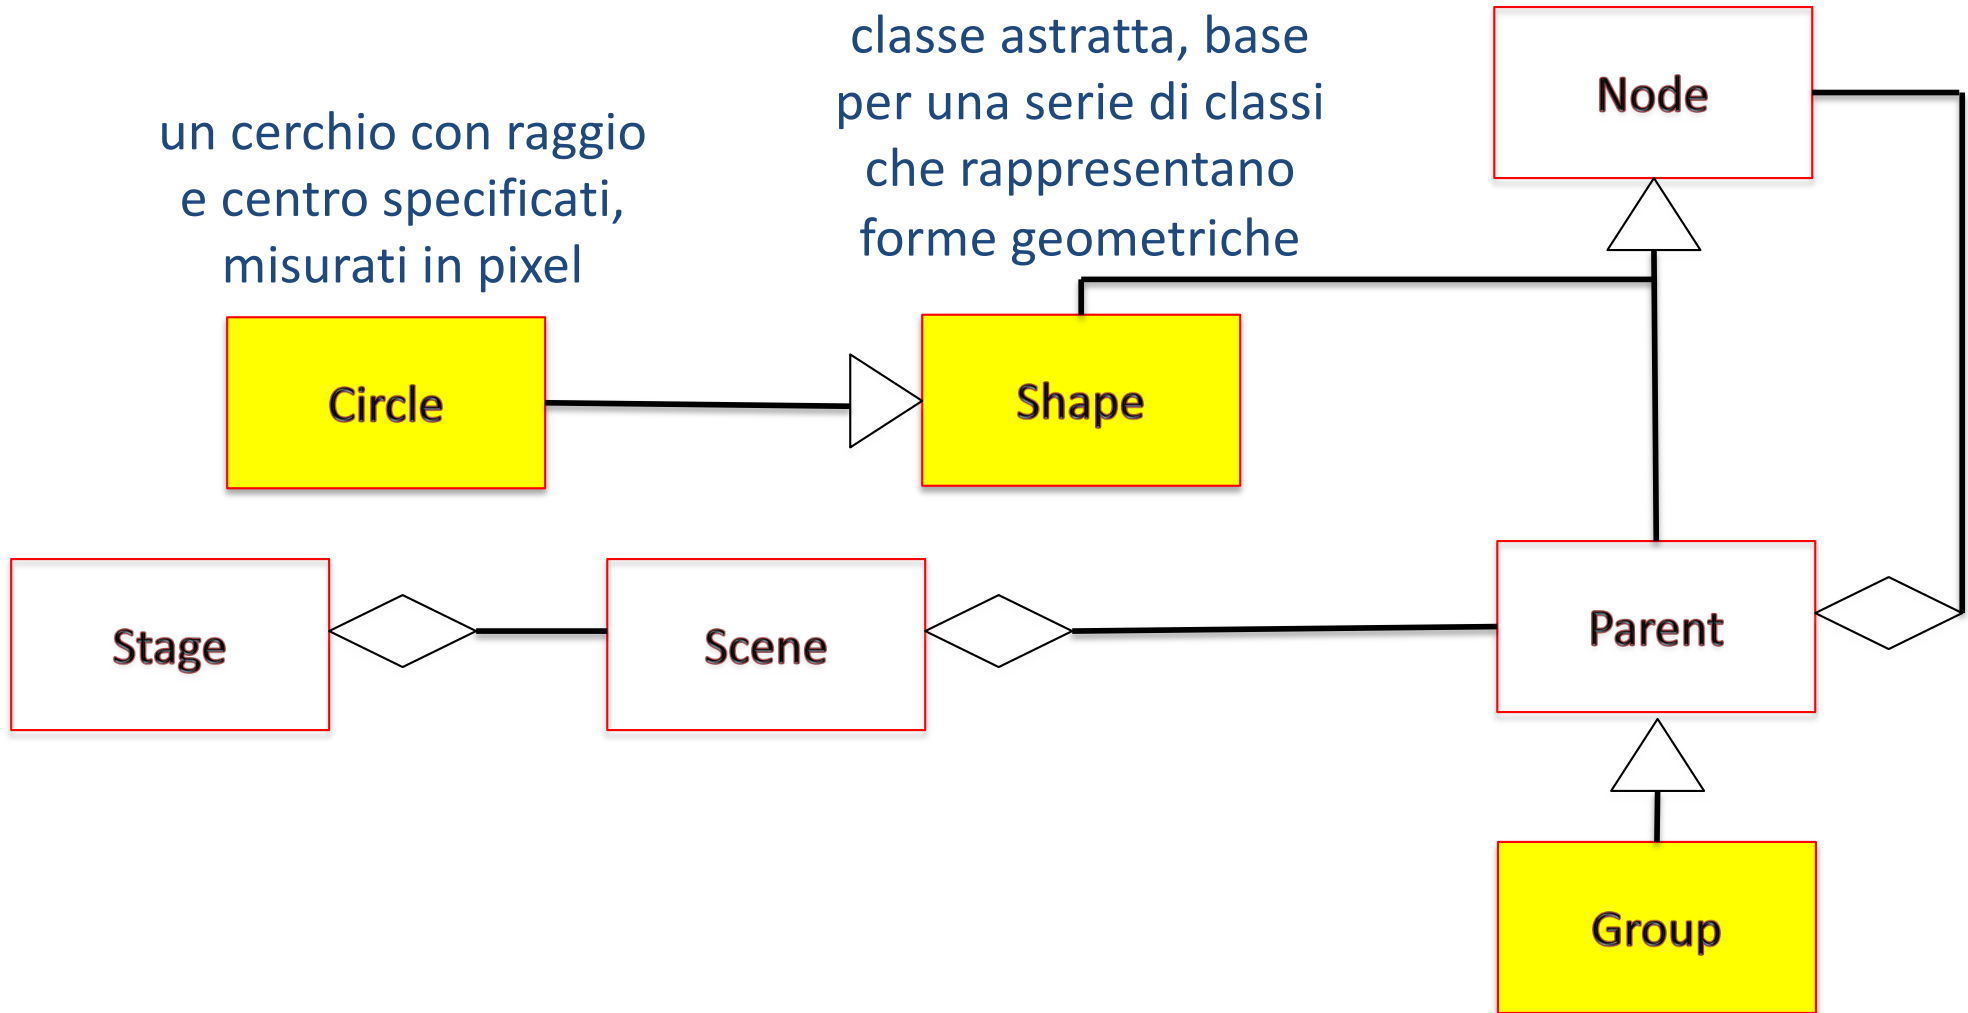 classe astratta, base
per una serie di classi
che rappresentano
forme geometriche
un cerchio con raggio
e centro specificati,
misurati in pixel
Node
Circle
Shape
Stage
Scene
Parent
Group